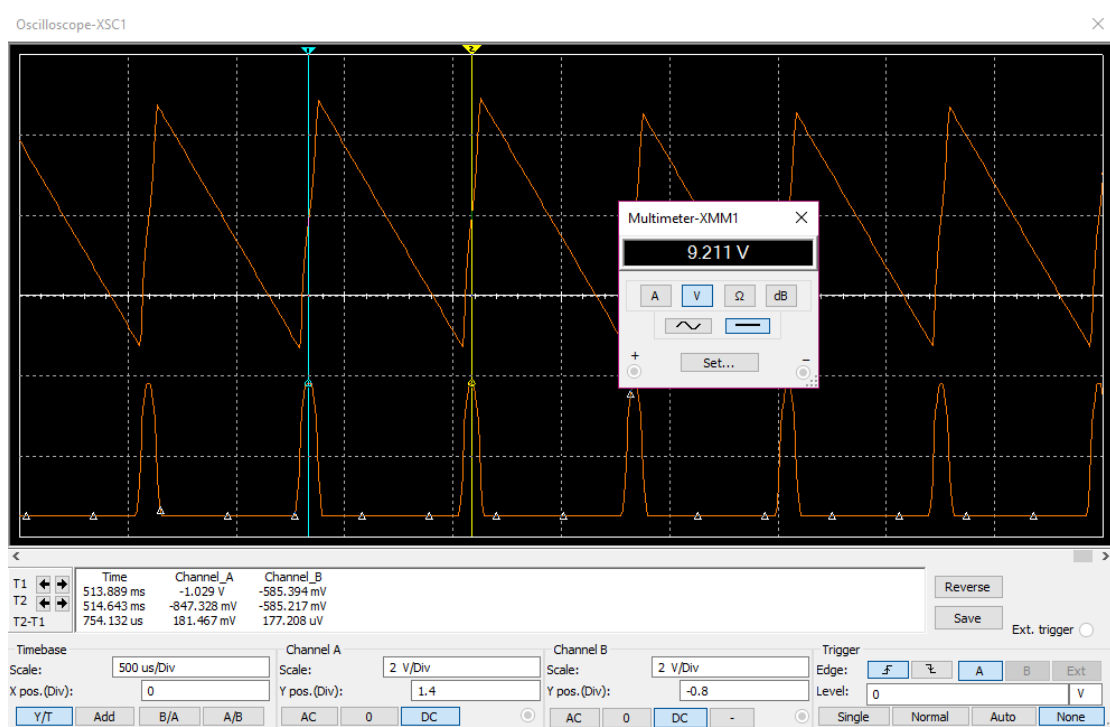 Oscilloscope-XSC1
1
2
Multimeter-XMM1
9.211 V
A V Ω dB
+ Set... −
T1
T2
T2-T1
Time Channel_A Channel_B
513.889 ms -1.029 V -585.394 mV
514.643 ms -847.328 mV -585.217 mV
754.132 us 181.467 mV 177.208 uV
Reverse
Save
Ext. trigger
Timebase
Scale: 500 us/Div
X pos.(Div): 0
Y/T Add B/A A/B
Channel A
Scale: 2 V/Div
Y pos.(Div): 1.4
AC 0 DC
Channel B
Scale: 2 V/Div
Y pos.(Div): -0.8
AC 0 DC -
Trigger
Edge: A B Ext
Level: 0 V
Single Normal Auto None